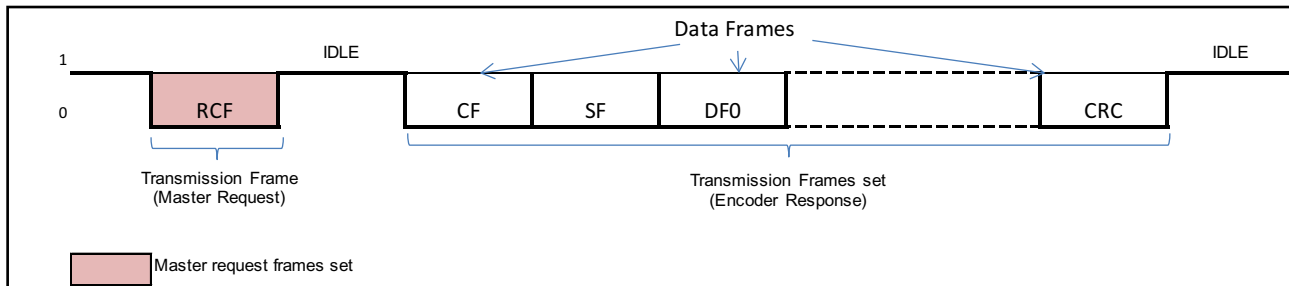 Data Frames
IDLE
IDLE
1
0
RCF
CF
SF
DF0
CRC
Transmission Frame
(Master Request)
Transmission Frames set
(Encoder Response)
Master request frames set